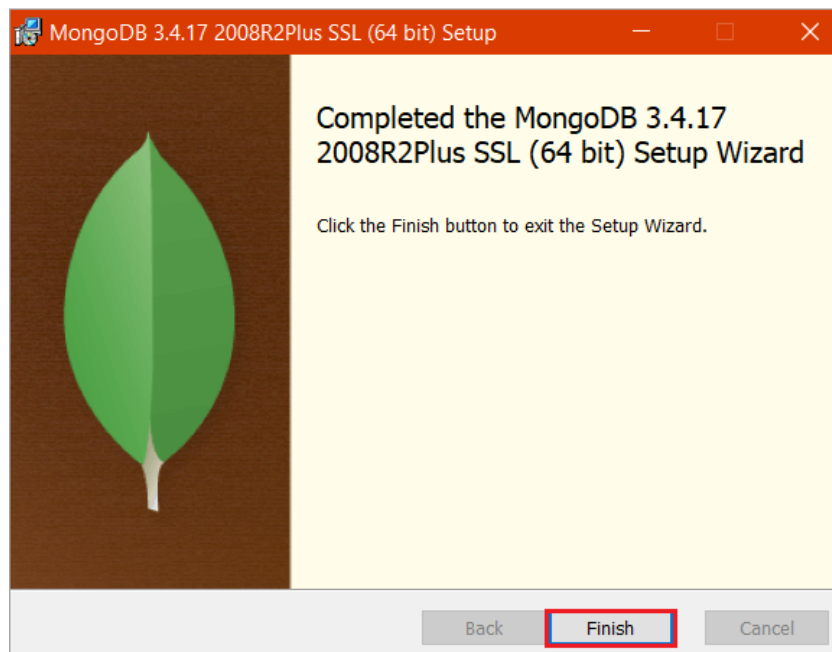 MongoDB 3.4.17 2008R2Plus SSL (64 bit) Setup
Completed the MongoDB 3.4.17
2008R2Plus SSL (64 bit) Setup Wizard
Click the Finish button to exit the Setup Wizard.
Back Finish Cancel